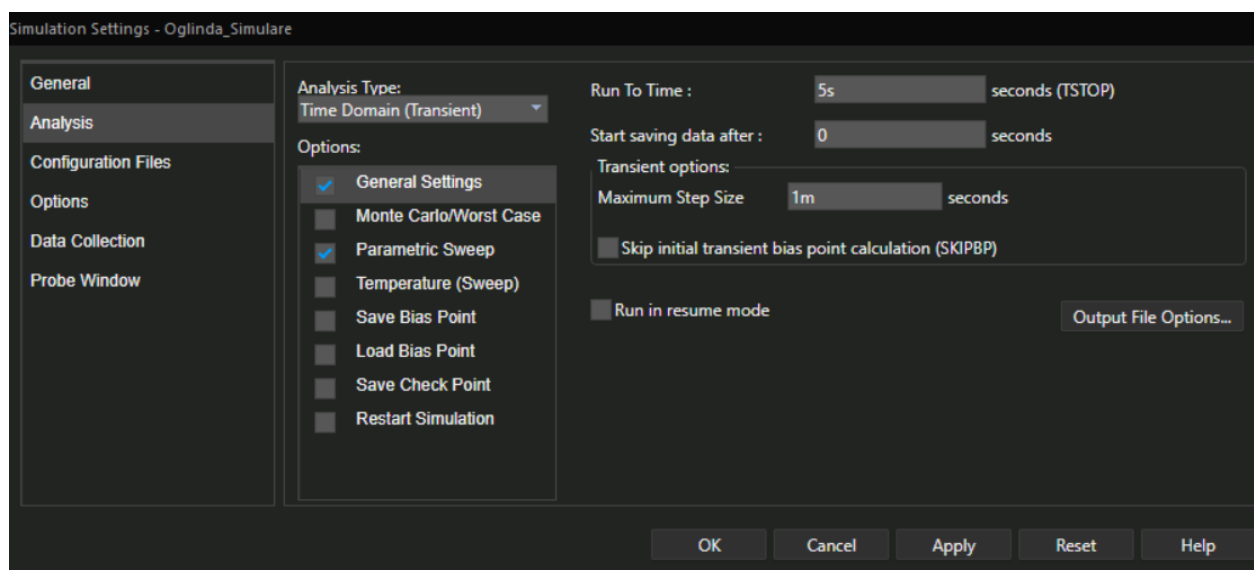 Simulation Settings - Oglinda_Simulare
General
Analysis
Configuration Files
Options
Data Collection
Probe Window
Analysis Type:
Time Domain (Transient)
Options:
General Settings
Monte Carlo/Worst Case
Parametric Sweep
Temperature (Sweep)
Save Bias Point
Load Bias Point
Save Check Point
Restart Simulation
Run To Time : 5s seconds (TSTOP)
Start saving data after : 0 seconds
Transient options:
Maximum Step Size 1m seconds
Skip initial transient bias point calculation (SKIPBP)
Run in resume mode
Output File Options...
OK Cancel Apply Reset Help